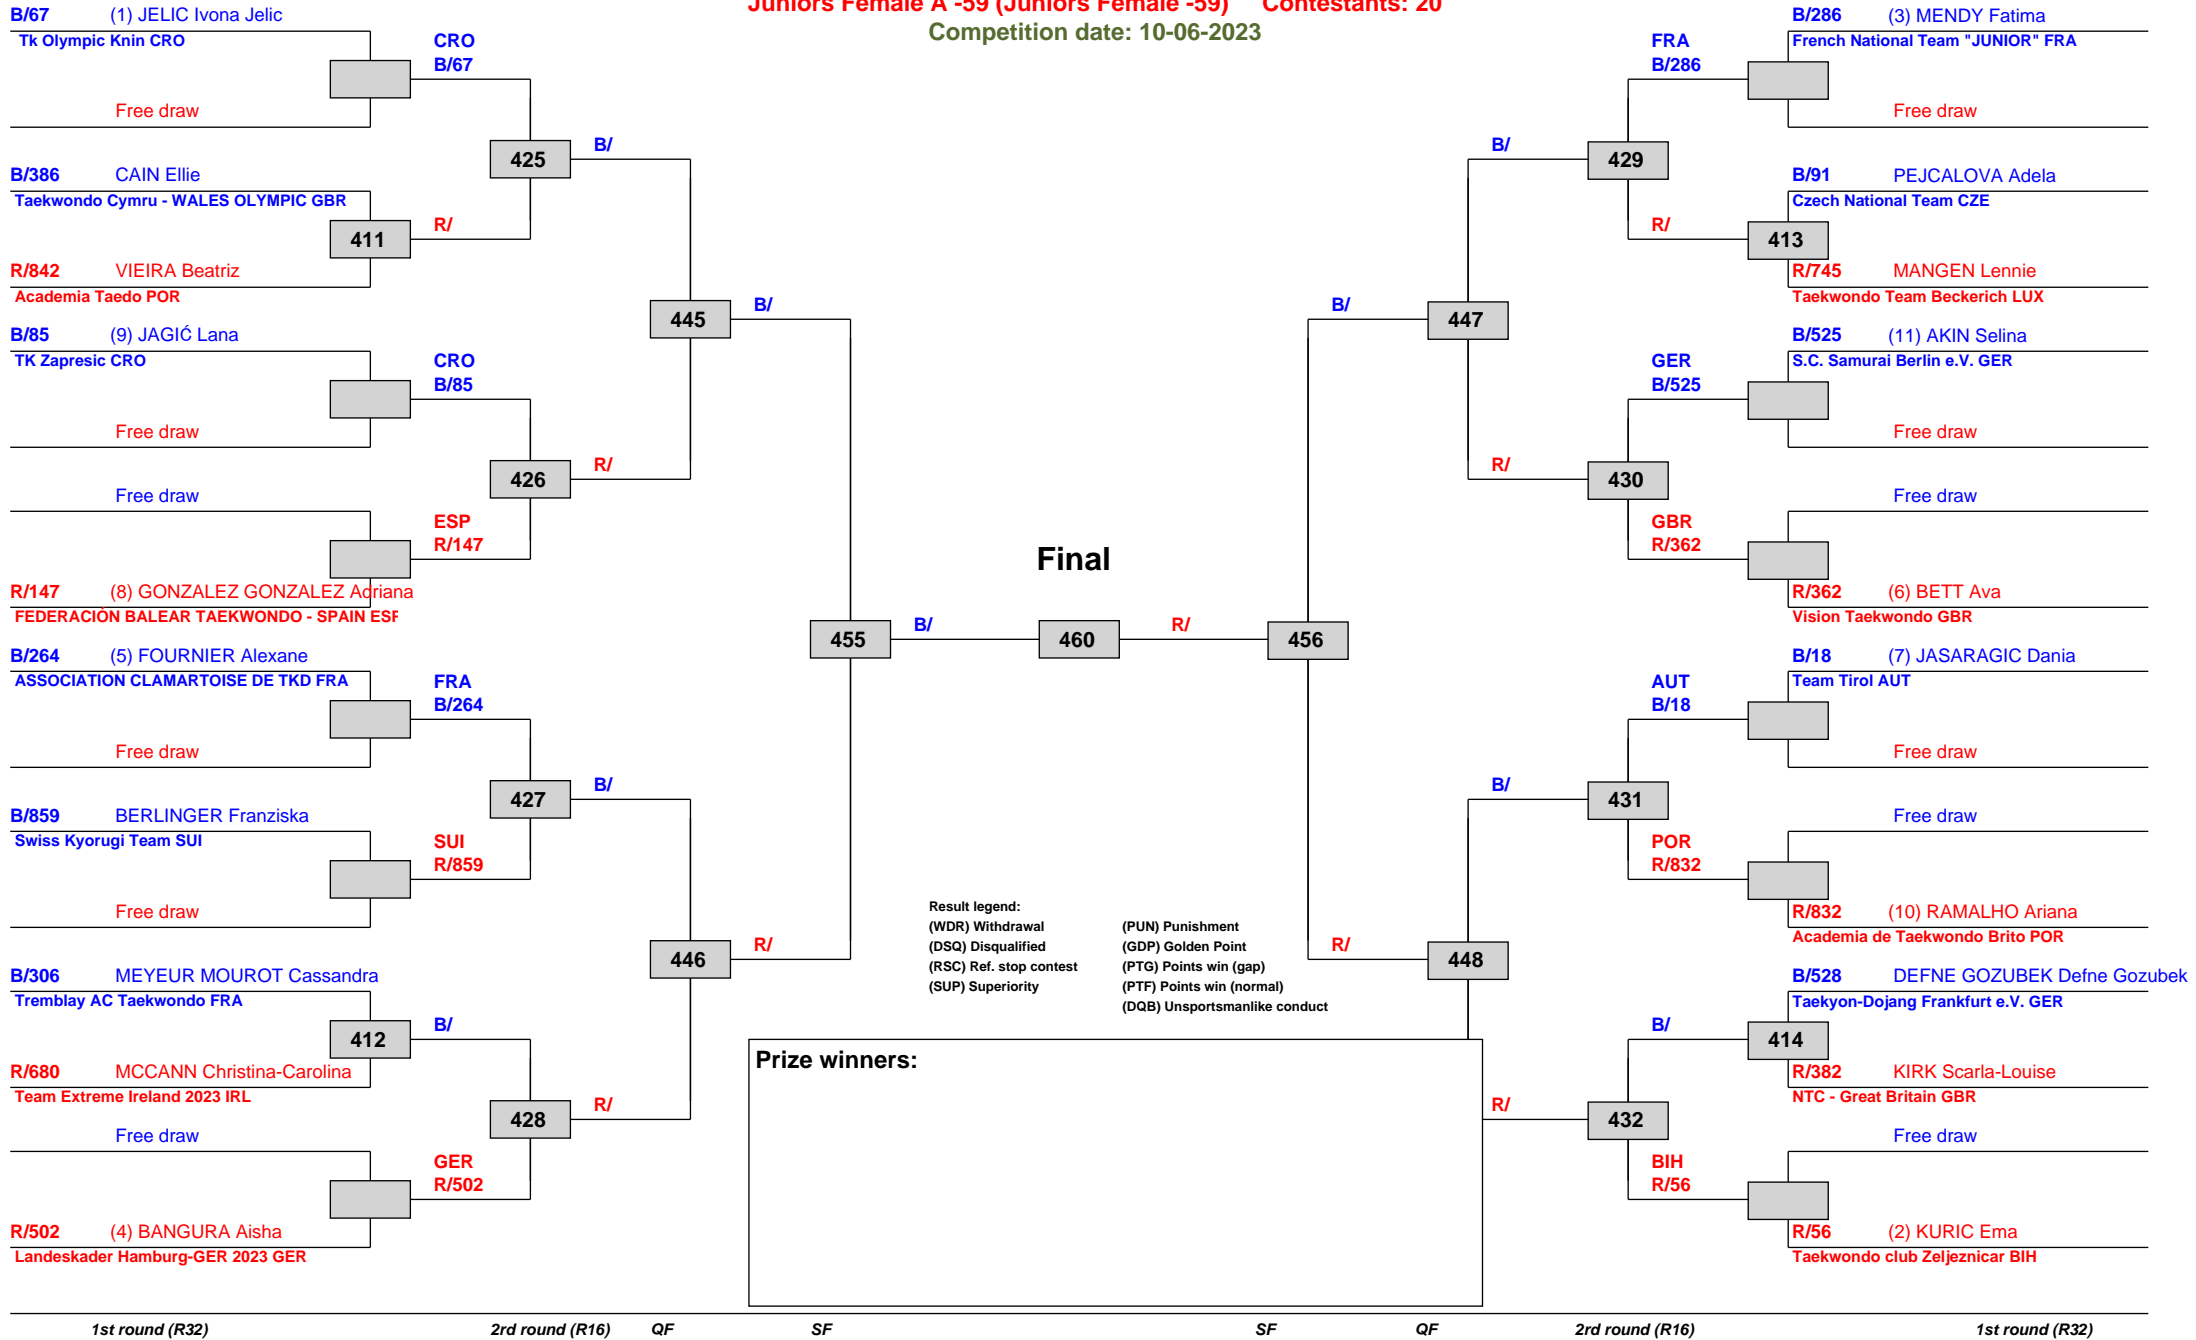 Juniors Female A -59 (Juniors Female -59) Contestants: 20
Competition date: 10-06-2023
B/67 (1) JELIC Ivona Jelic
Tk Olympic Knin CRO
Free draw
CRO
B/67
B/386 CAIN Ellie
Taekwondo Cymru - WALES OLYMPIC GBR
411
R/
R/842 VIEIRA Beatriz
Academia Taedo POR
425
B/
B/85 (9) JAGIĆ Lana
TK Zapresic CRO
Free draw
CRO
B/85
Free draw
ESP
R/147
R/147 (8) GONZALEZ GONZALEZ Adriana
FEDERACIÓN BALEAR TAEKWONDO - SPAIN ESP
426
R/
445
B/
B/264 (5) FOURNIER Alexane
ASSOCIATION CLAMARTOISE DE TKD FRA
Free draw
FRA
B/264
B/859 BERLINGER Franziska
Swiss Kyorugi Team SUI
Free draw
SUI
R/859
427
B/
B/306 MEYEUR MOUROT Cassandra
Tremblay AC Taekwondo FRA
412
B/
R/680 MCCANN Christina-Carolina
Team Extreme Ireland 2023 IRL
Free draw
GER
R/502
R/502 (4) BANGURA Aisha
Landeskader Hamburg-GER 2023 GER
428
R/
446
R/
455
B/
Final
460
R/
456
B/
447
B/
429
FRA
B/286
B/286 (3) MENDY Fatima
French National Team "JUNIOR" FRA
Free draw
B/91 PEJCALOVA Adela
Czech National Team CZE
R/
413
R/745 MANGEN Lennie
Taekwondo Team Beckerich LUX
B/525 (11) AKIN Selina
S.C. Samurai Berlin e.V. GER
GER
B/525
Free draw
R/
430
Free draw
GBR
R/362
R/362 (6) BETT Ava
Vision Taekwondo GBR
B/18 (7) JASARAGIC Dania
Team Tirol AUT
AUT
B/18
Free draw
B/
431
Free draw
POR
R/832
R/832 (10) RAMALHO Ariana
Academia de Taekwondo Brito POR
R/
448
B/528 DEFNE GOZUBEK Defne Gozubek
Taekyon-Dojang Frankfurt e.V. GER
B/
414
R/382 KIRK Scarla-Louise
NTC - Great Britain GBR
R/
432
Free draw
BIH
R/56
R/56 (2) KURIC Ema
Taekwondo club Zeljeznicar BIH
Result legend:
(WDR) Withdrawal (PUN) Punishment
(DSQ) Disqualified (GDP) Golden Point
(RSC) Ref. stop contest (PTG) Points win (gap)
(SUP) Superiority (PTF) Points win (normal)
(DQB) Unsportsmanlike conduct
Prize winners:
1st round (R32) 2rd round (R16) QF SF SF QF 2rd round (R16) 1st round (R32)